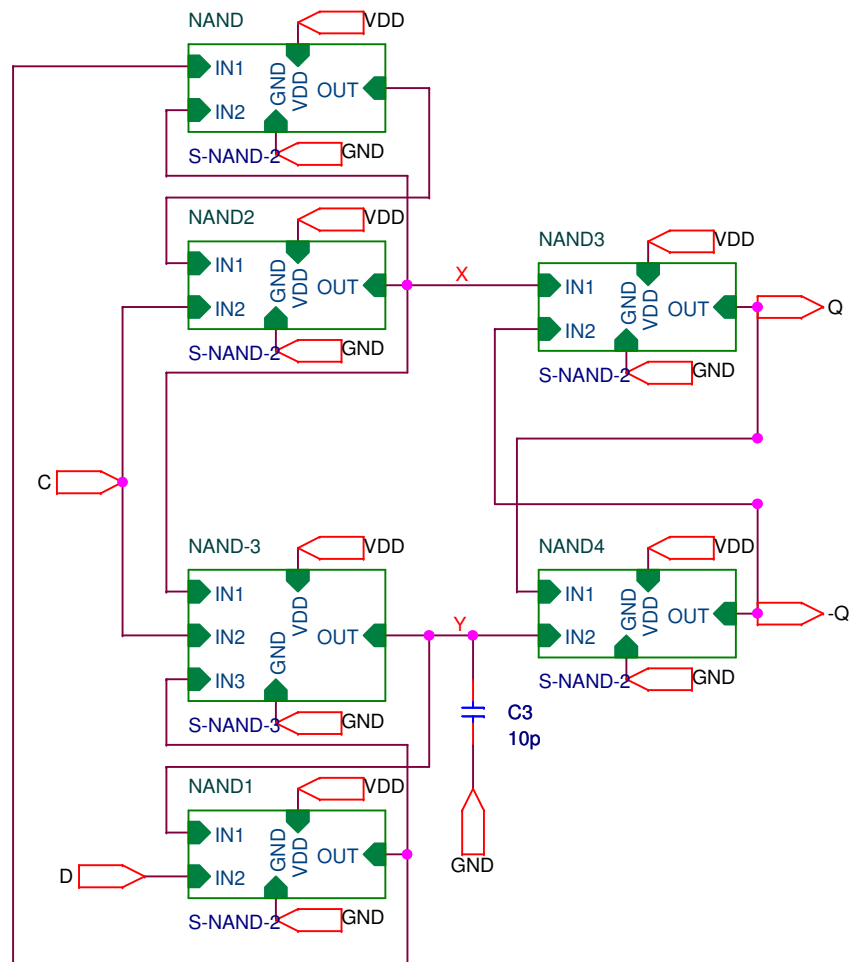 NAND
VDD
IN1
GND
VDD
OUT
IN2
S-NAND-2
GND
NAND2
VDD
IN1
GND
VDD
OUT
IN2
S-NAND-2
GND
X
NAND3
VDD
IN1
GND
VDD
OUT
IN2
S-NAND-2
GND
Q
C
NAND-3
VDD
IN1
VDD
IN2
GND
OUT
IN3
S-NAND-3
GND
Y
NAND4
VDD
IN1
GND
VDD
OUT
IN2
S-NAND-2
GND
-Q
C3
10p
GND
NAND1
VDD
IN1
GND
VDD
OUT
D
IN2
S-NAND-2
GND